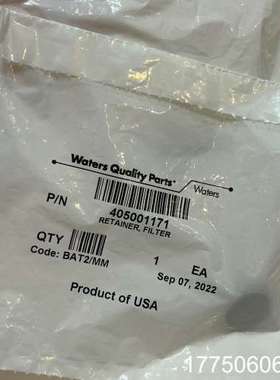 Waters Quality Parts
Waters
P/N
405001171
RETAINER, FILTER
QTY 1 EA
Code: BAT2/MM Sep 07, 2022
Product of USA
17750606